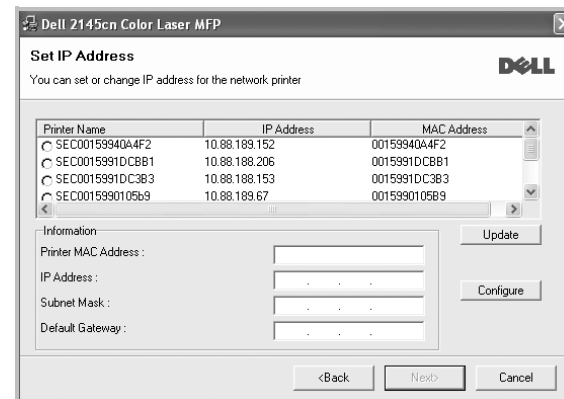 Dell 2145cn Color Laser MFP
Set IP Address
You can set or change IP address for the network printer
DELL
Printer Name IP Address MAC Address
SEC00159940A4F2 10.88.189.152 00159940A4F2
SEC0015991DCBB1 10.88.188.206 0015991DCBB1
SEC0015991DC3B3 10.88.188.153 0015991DC3B3
SEC0015990105b9 10.88.189.67 0015990105B9
Information
Update
Printer MAC Address :
IP Address : . . .
Configure
Subnet Mask : . . .
Default Gateway : . . .
<Back Next> Cancel